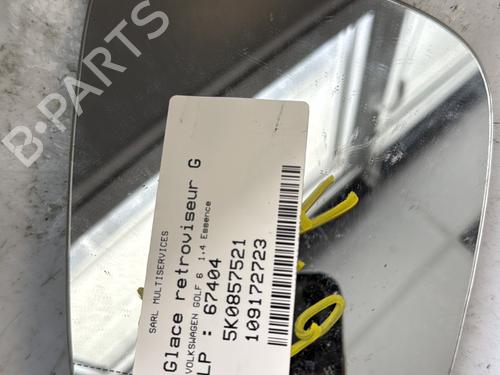 B-PARTS
SARL MULTISERVICES
Glace retroviseur G
VOLKSWAGEN GOLF 6 1.4 Essence
LP : 67404
5K0857521
109172723